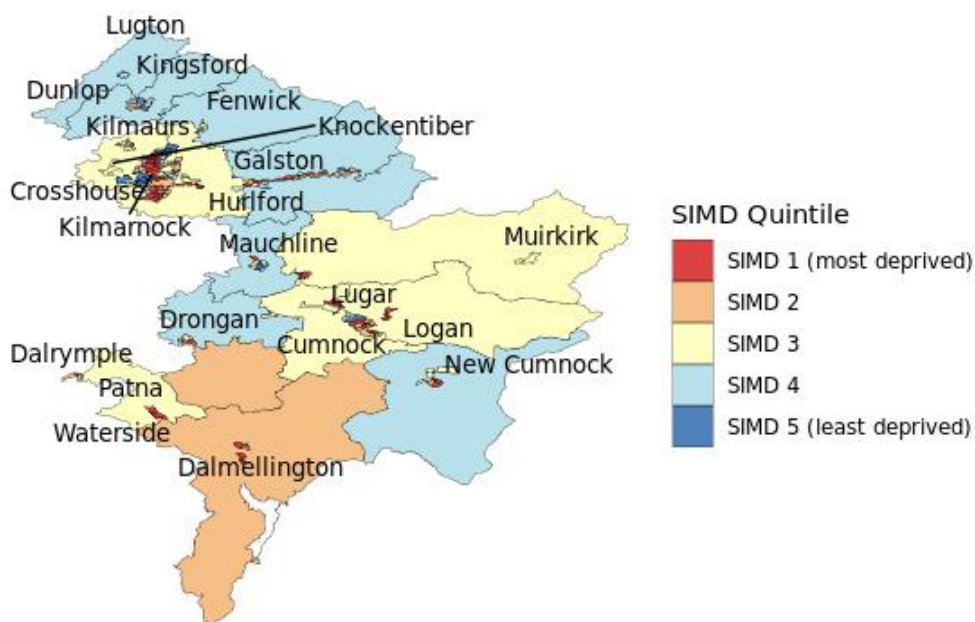 Lugton
Kingsford
Dunlop
Fenwick
Kilmaurs
Knockentiber
Galston
Crosshouse
Hurlford
Kilmarnock
Mauchline
Muirkirk
Lugar
Drongan
Logan
Cumnock
Dalrymple
New Cumnock
Patna
Waterside
Dalmellington
SIMD Quintile
SIMD 1 (most deprived)
SIMD 2
SIMD 3
SIMD 4
SIMD 5 (least deprived)